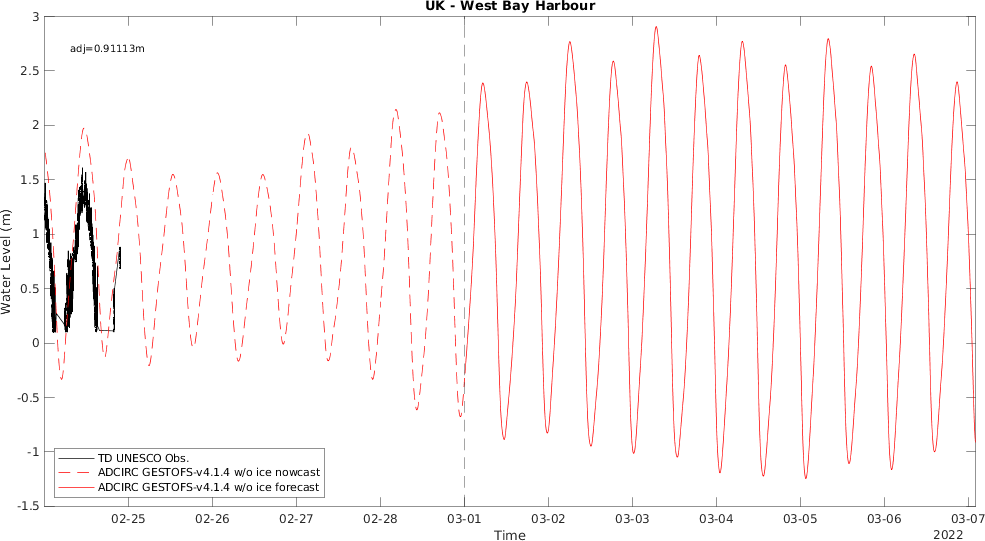 UK - West Bay Harbour
adj=0.91113m
3
2.5
2
1.5
1
0.5
0
-0.5
-1
-1.5
Water Level (m)
TD UNESCO Obs.
ADCIRC GESTOFS-v4.1.4 w/o ice nowcast
ADCIRC GESTOFS-v4.1.4 w/o ice forecast
02-25 02-26 02-27 02-28 03-01 03-02 03-03 03-04 03-05 03-06 03-07
Time
2022